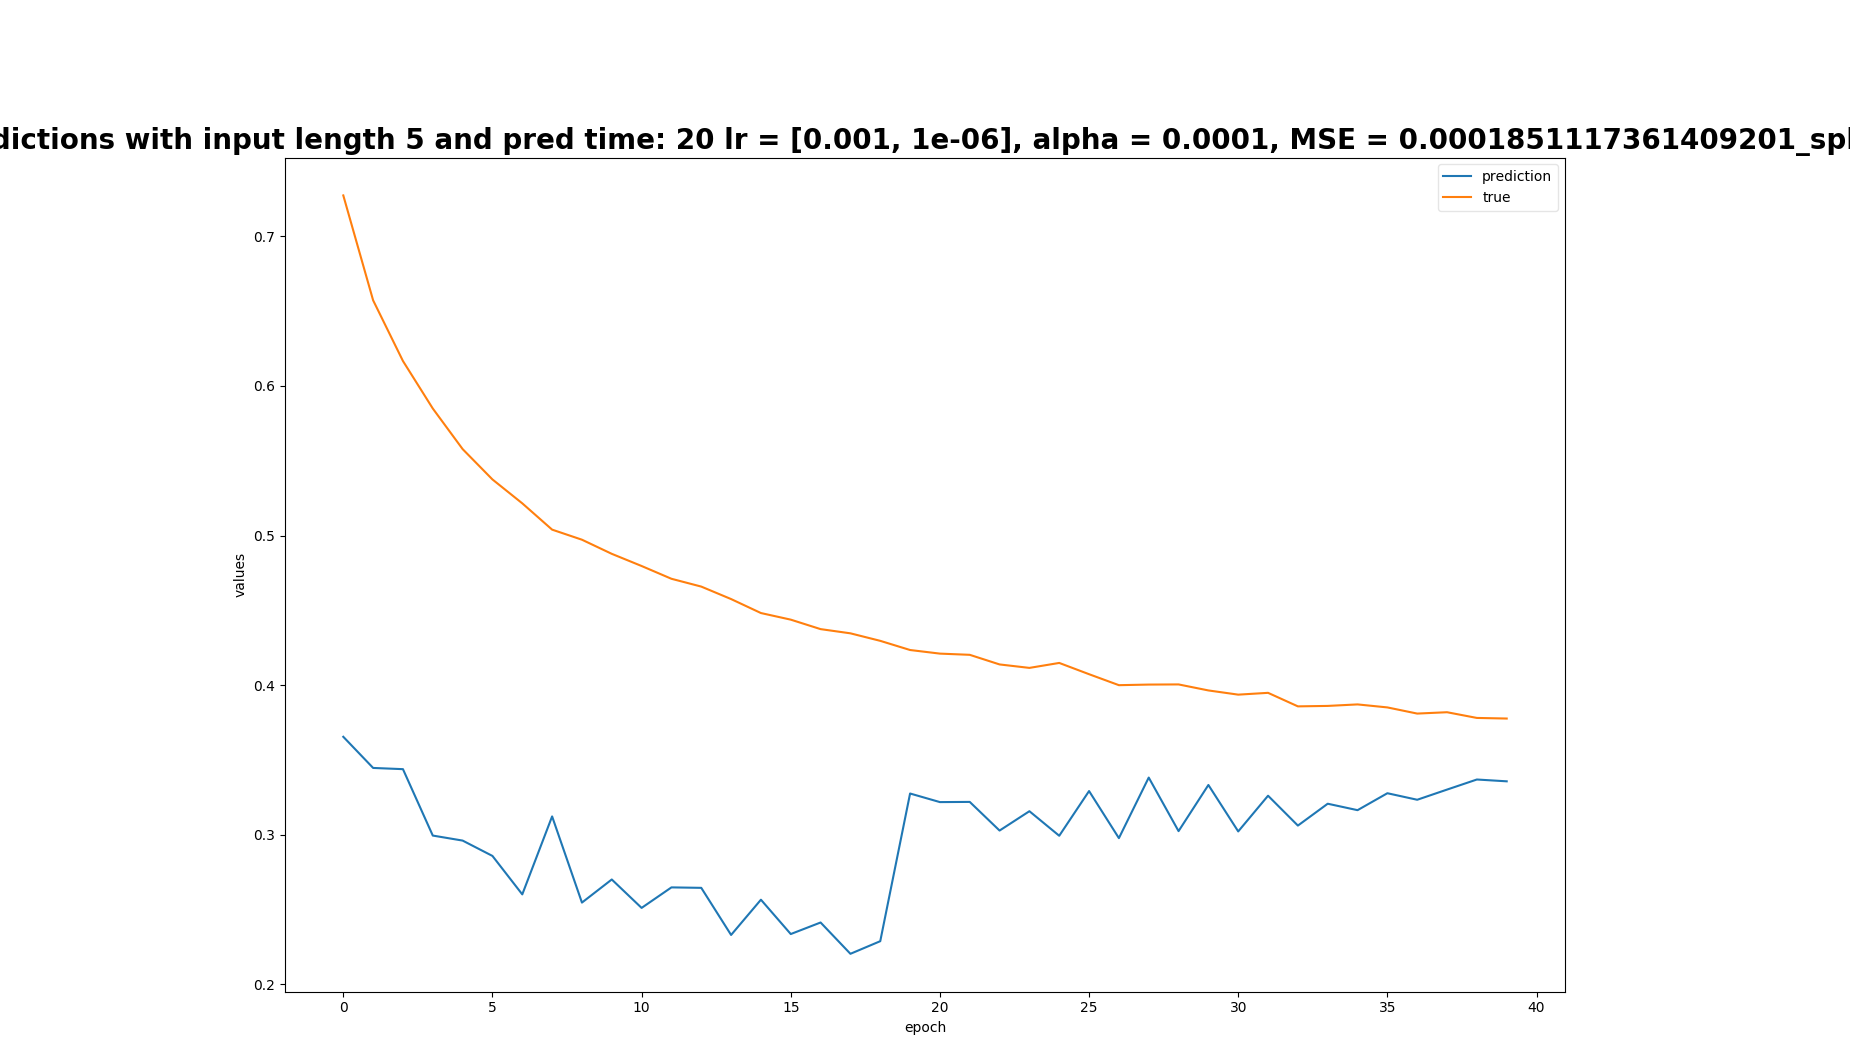 dictions with input length 5 and pred time: 20 lr = [0.001, 1e-06], alpha = 0.0001, MSE = 0.0001851117361409201_spl
prediction
true
0.7
0.6
0.5
0.4
0.3
0.2
values
0 5 10 15 20 25 30 35 40
epoch